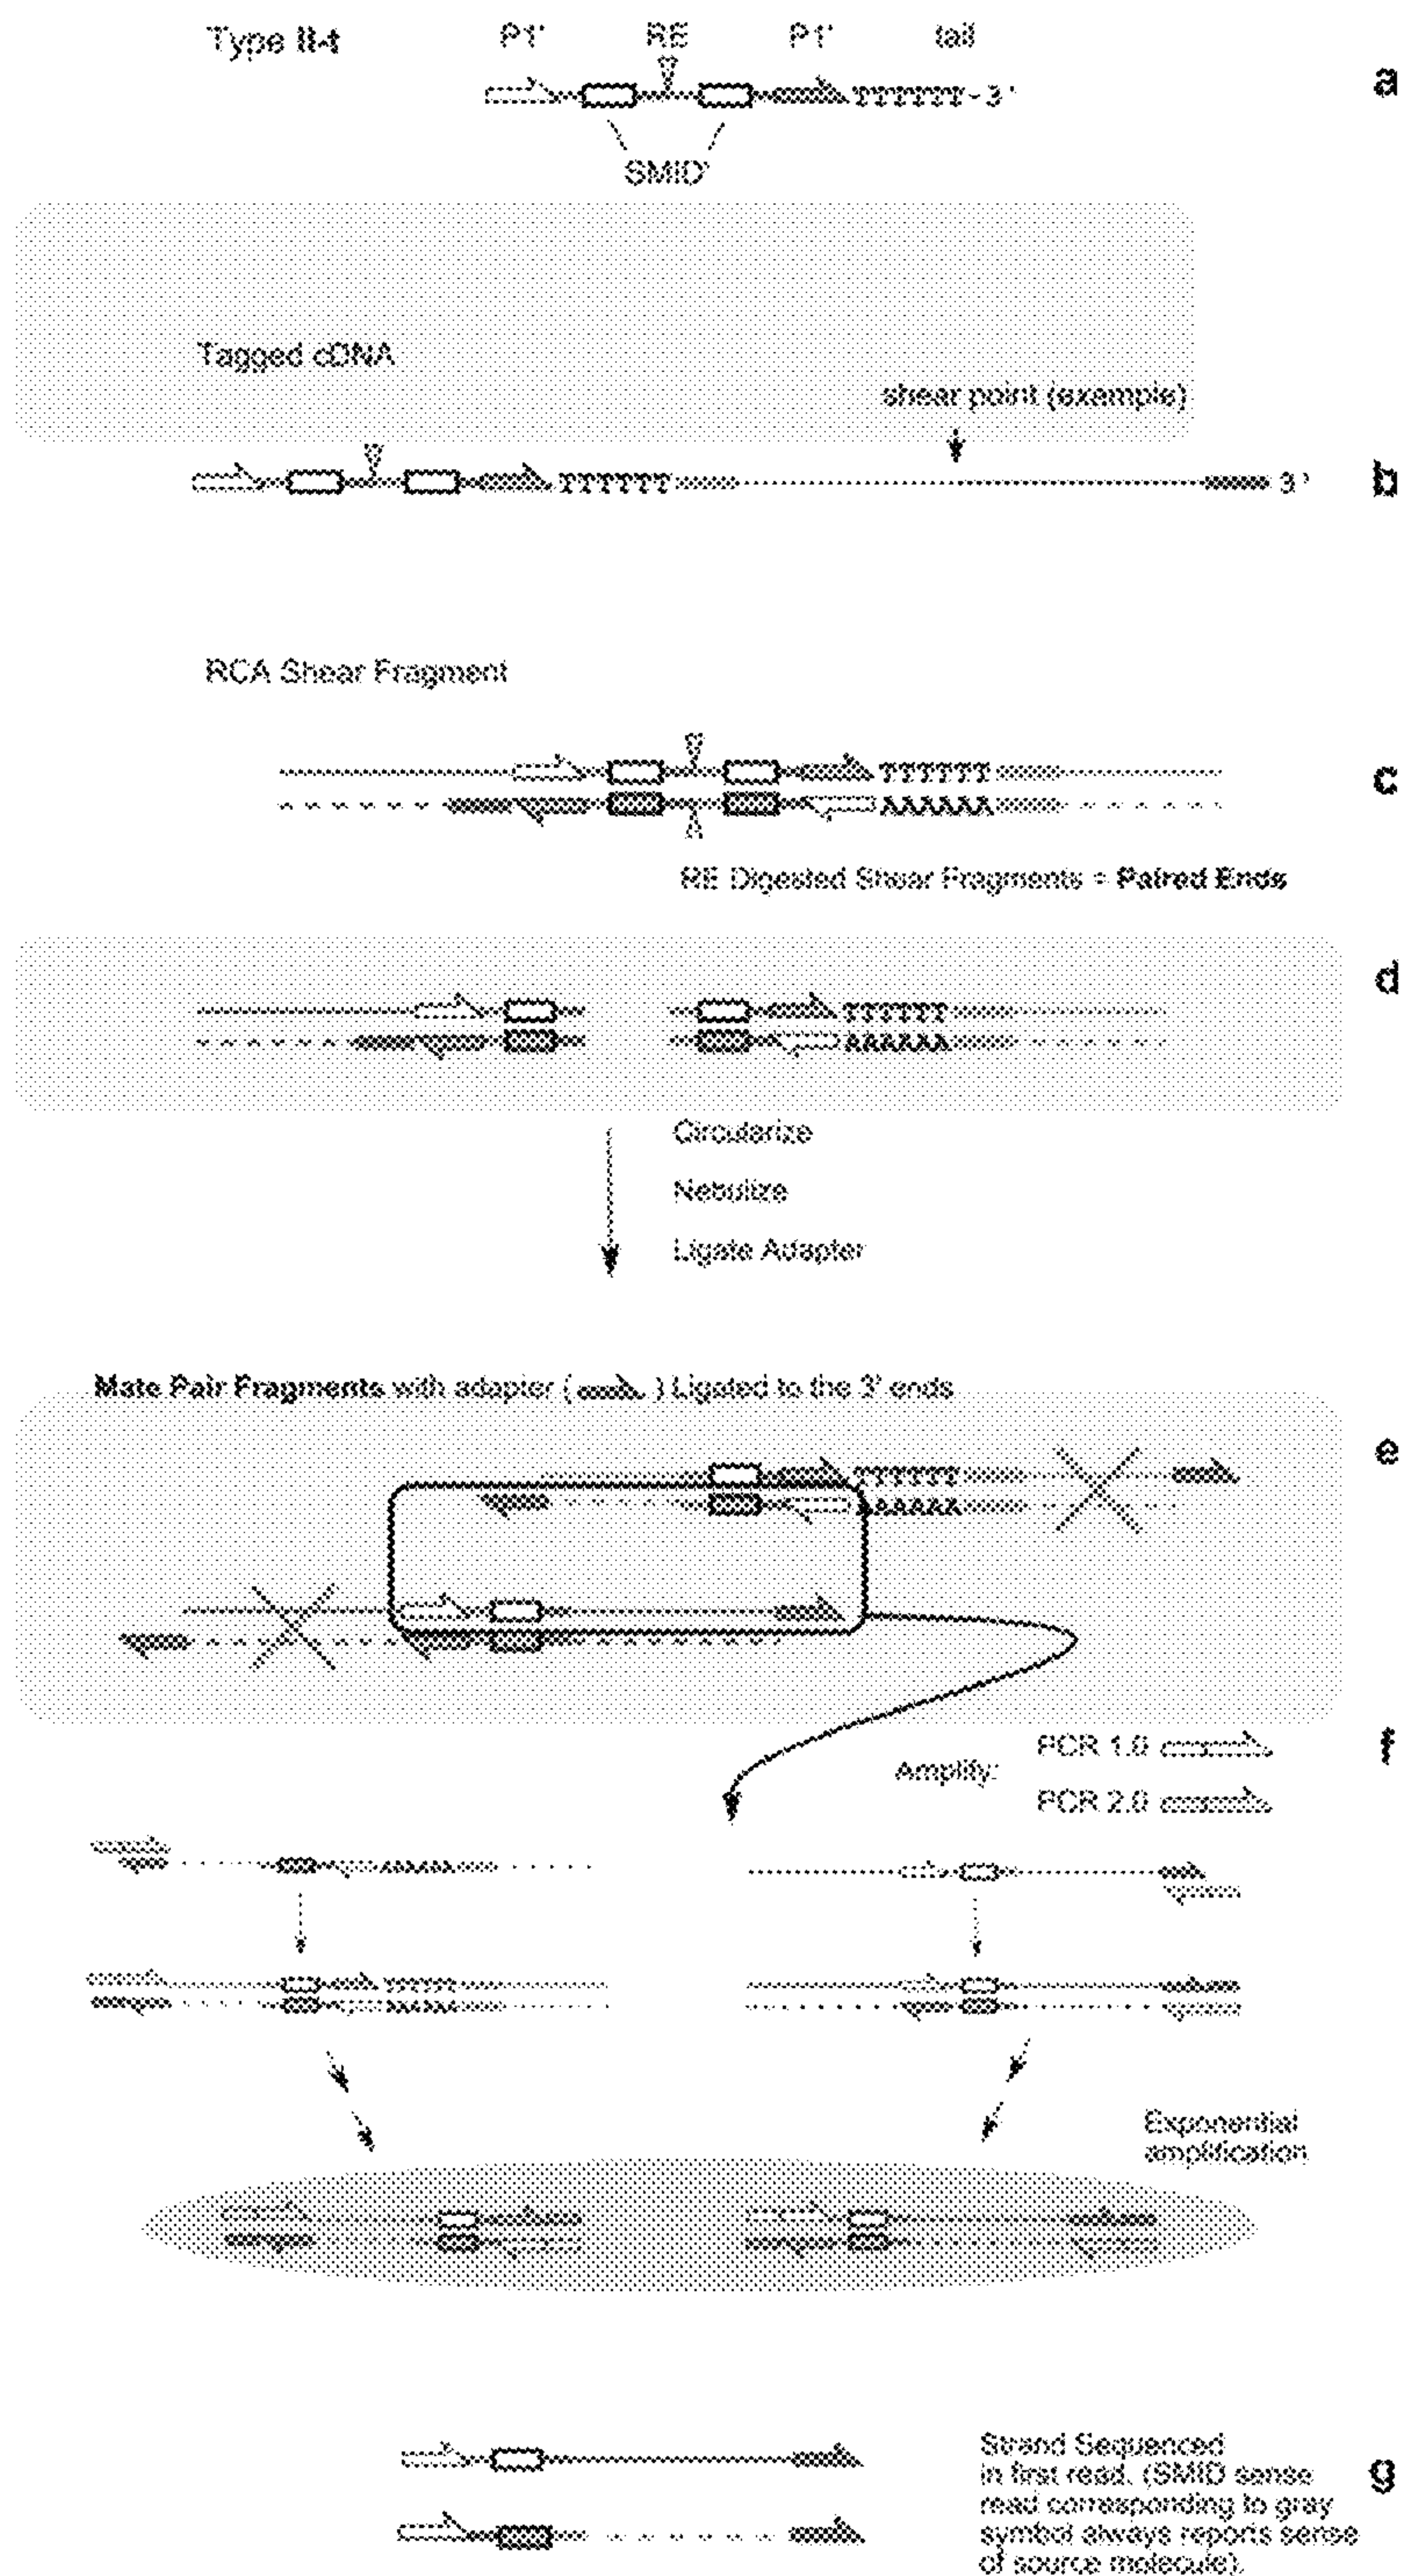 Type II-t P1' RE P1' tail
a
TTTTTT-3'
SMID'
Tagged cDNA
shear point (example)
b
TTTTTT 3'
RCA Shear Fragment
c
TTTTTT
AAAAAA
RE Digested Shear Fragments = Paired Ends
d
TTTTTT
AAAAAA
Circularize
Nebulize
Ligate Adapter
Mate Pair Fragments with adapter ( ) Ligated to the 3' ends
e
TTTTTT
AAAAAA
f
PCR 1.0
Amplify:
PCR 2.0
AAAAA
TTTT
AAAA
Exponential
amplification
g
Strand Sequenced
in first read. (SMID sense
read corresponding to gray
symbol always reports sense
of source molecule).